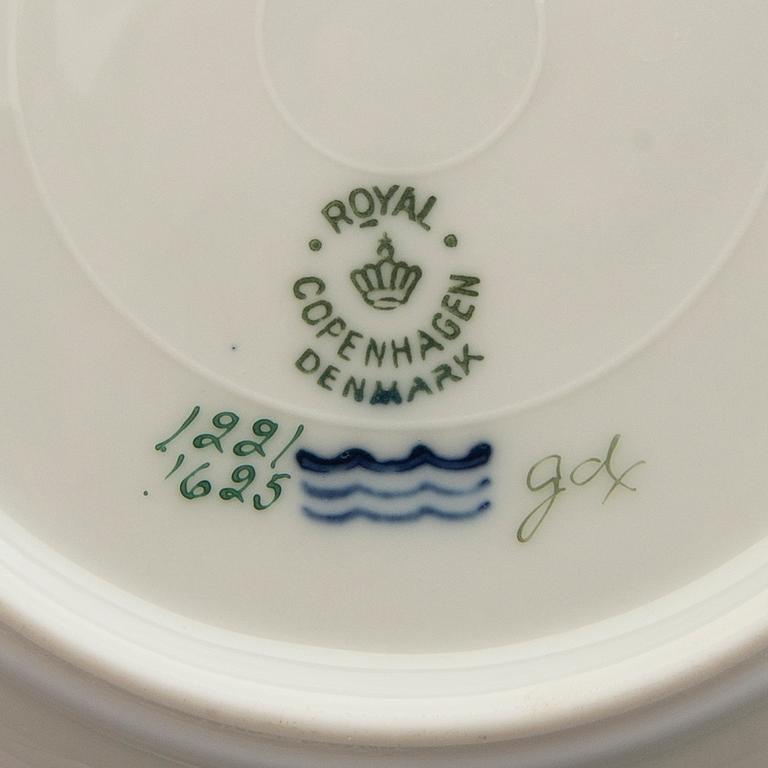 ROYAL
COPENHAGEN
DENMARK
1221
1625
gdx